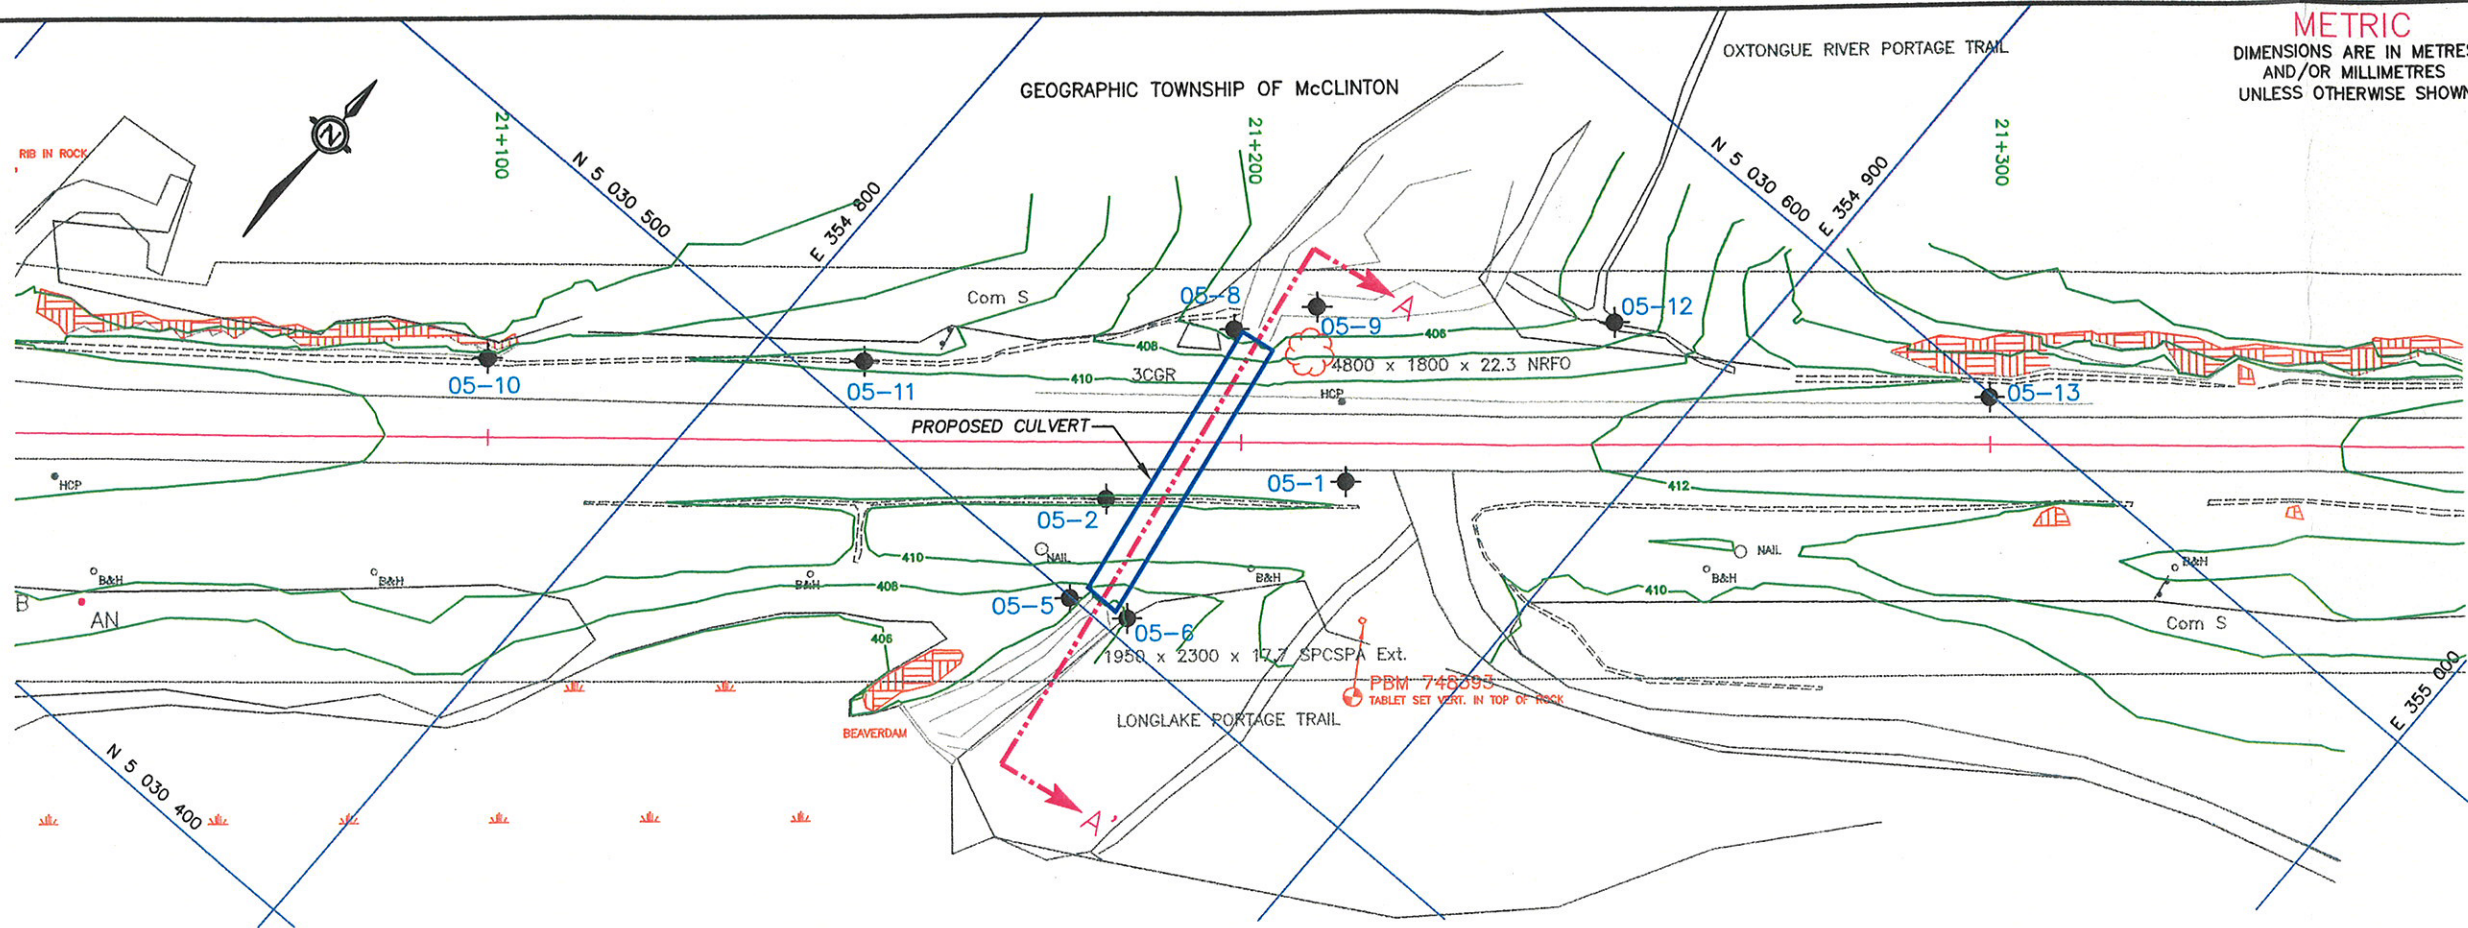 METRIC
DIMENSIONS ARE IN METRES
AND/OR MILLIMETRES
UNLESS OTHERWISE SHOWN
OXTONGUE RIVER PORTAGE TRAIL
GEOGRAPHIC TOWNSHIP OF McCLINTON
21+100
21+200
21+300
RIB IN ROCK
N
N 5 030 500
E 354 800
N 5 030 600
E 354 900
Com S
05-8
A
05-9
05-12
408
406
4800 x 1800 x 22.3 NRFO
05-10
05-11
410
3CGR
HCP
05-13
PROPOSED CULVERT
HCP
05-1
412
05-2
NAIL
410
NAIL
B&H
B&H
B&H
408
B&H
B&H
B&H
410
B
AN
05-5
05-6
Com S
406
1950 x 2300 x 17.7 SPCSPA Ext.
PBM 748393
TABLET SET VERT. IN TOP OF ROCK
LONGLAKE PORTAGE TRAIL
BEAVERDAM
E 355 000
N 5 030 400
A'